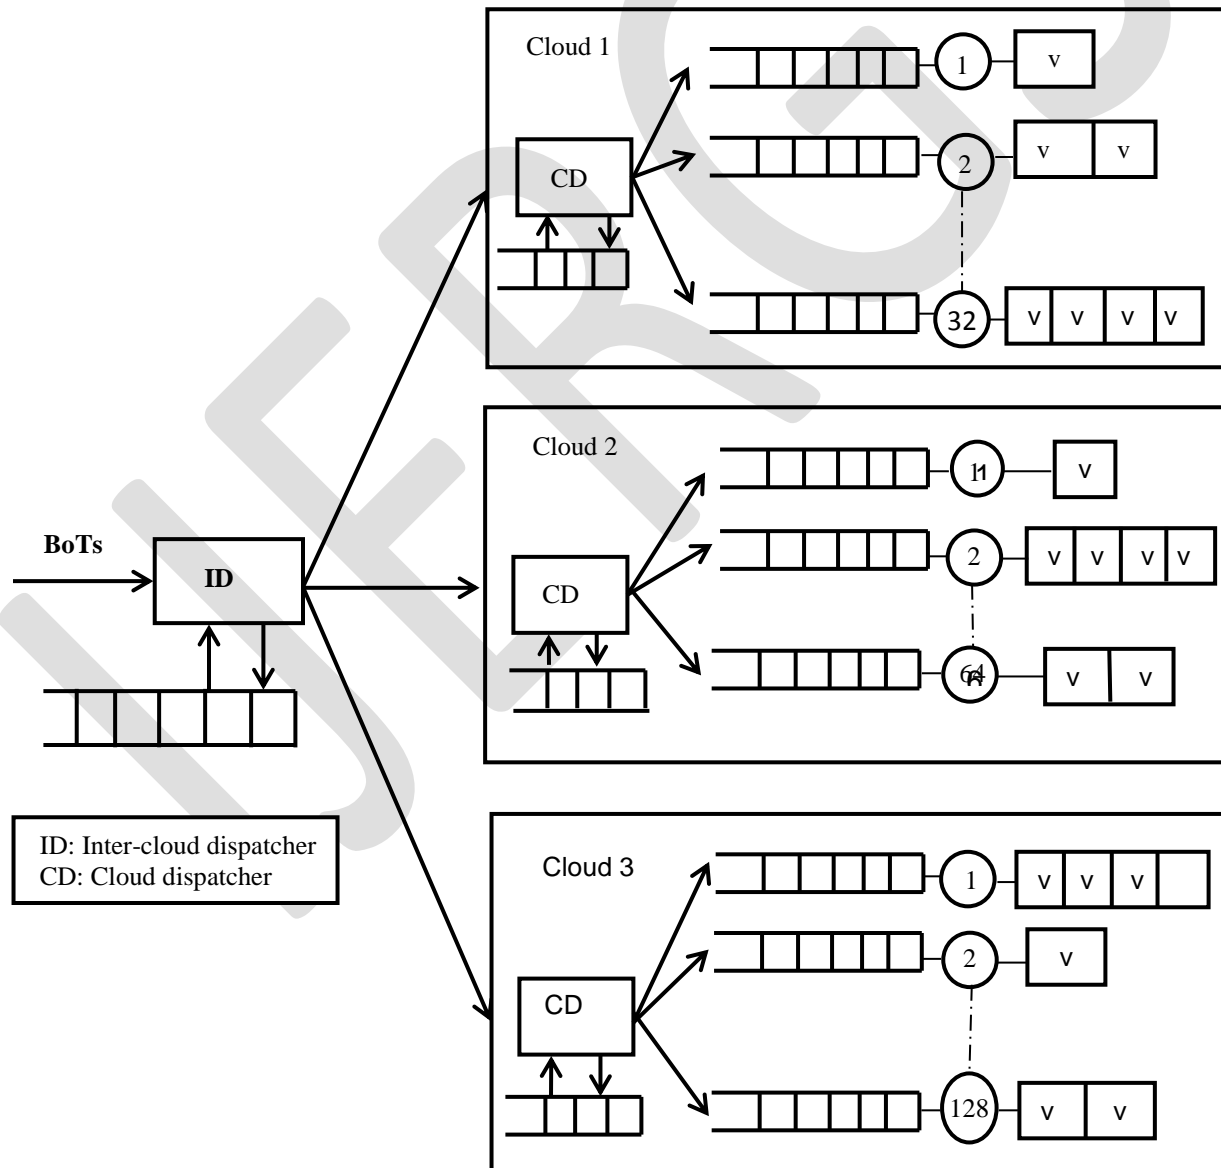 Cloud 1
1
v
CD
2
v v
32
v v v v
Cloud 2
v
CD
2
v v v v
64
v v
BoTs
ID
ID: Inter-cloud dispatcher
CD: Cloud dispatcher
Cloud 3
1
v v v
CD
2
v
128
v v